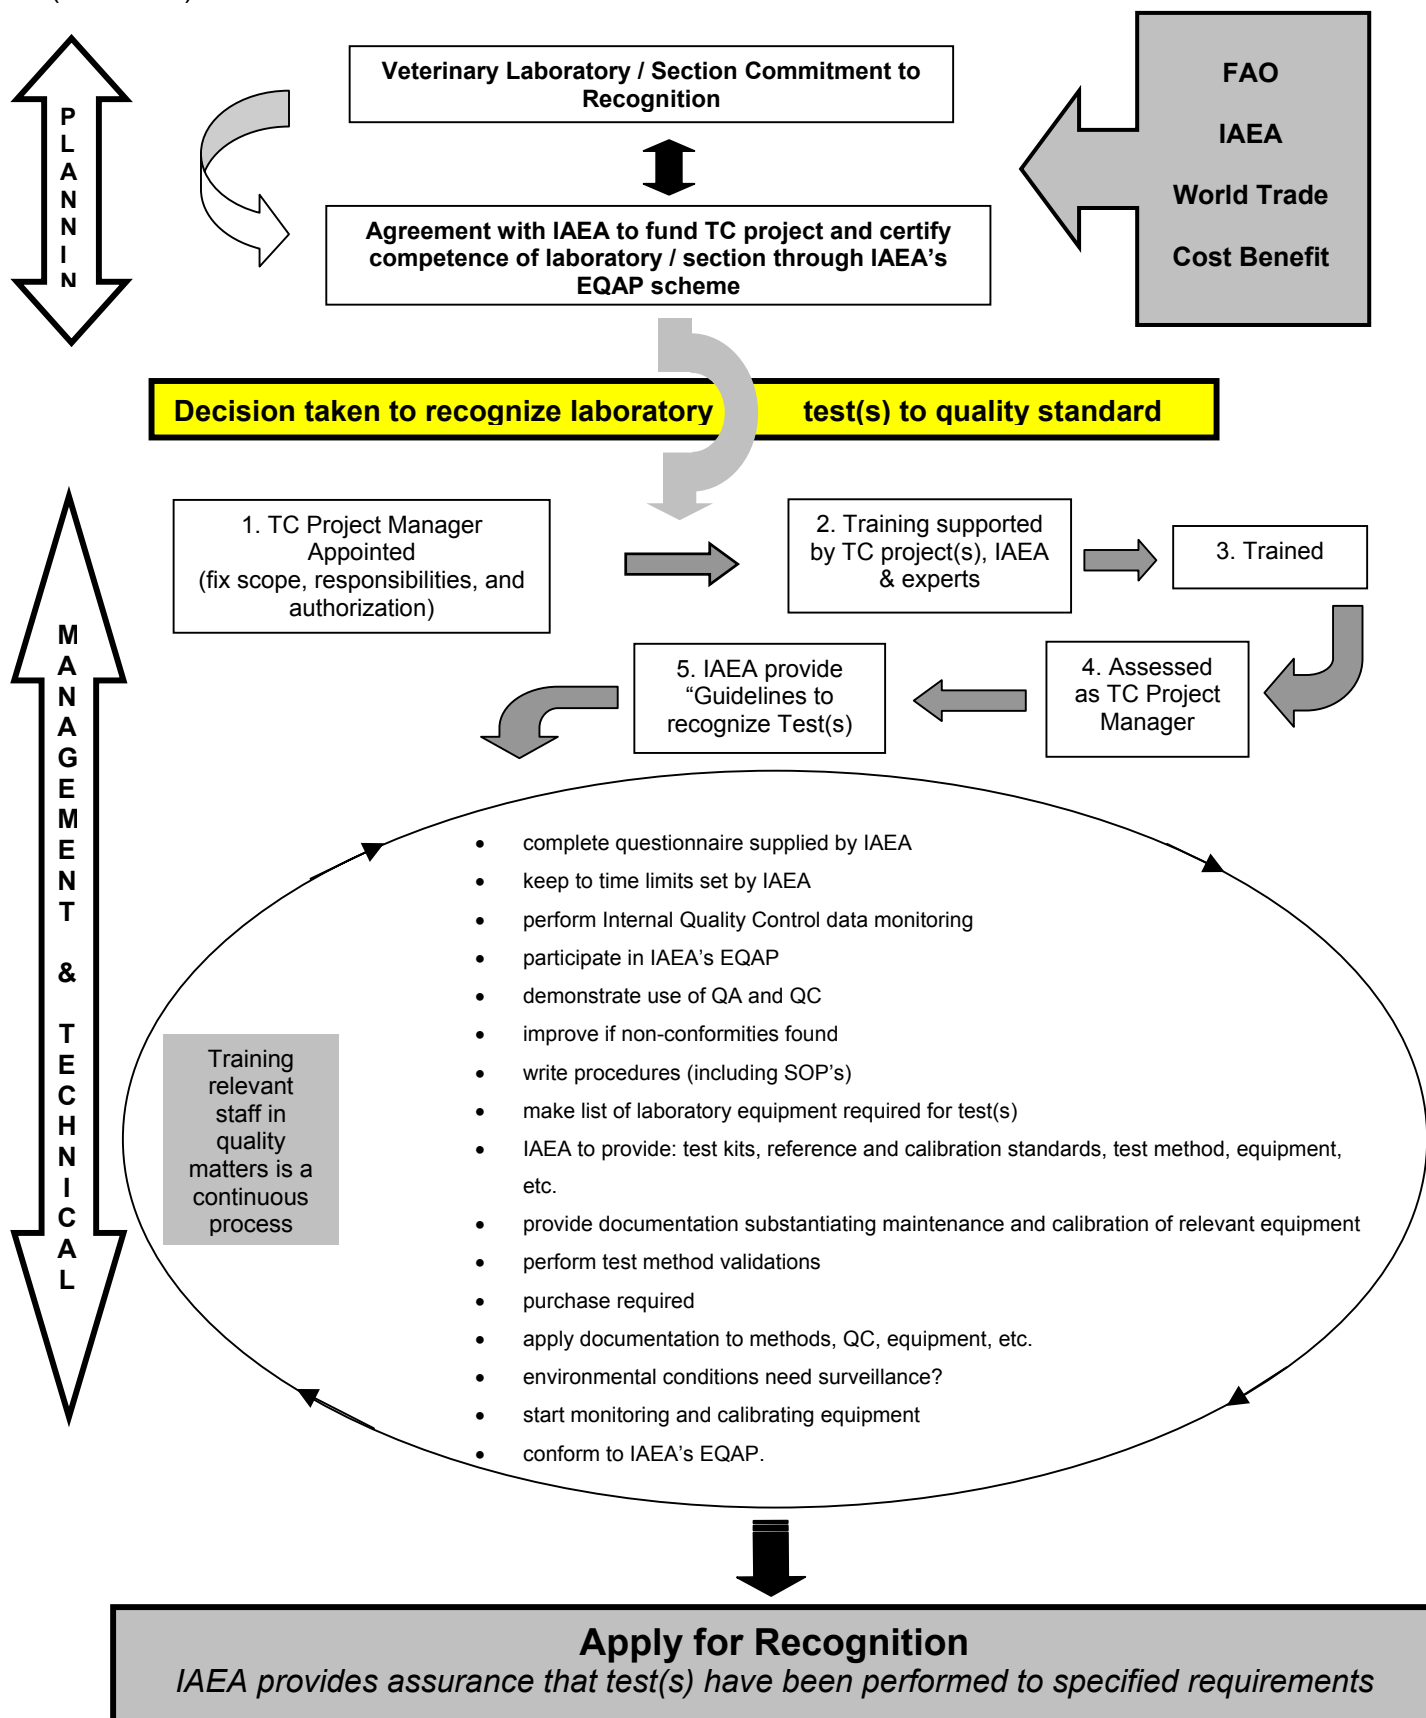 P
L
A
N
N
I
N
Veterinary Laboratory / Section Commitment to
Recognition
Agreement with IAEA to fund TC project and certify
competence of laboratory / section through IAEA's
EQAP scheme
FAO
IAEA
World Trade
Cost Benefit
Decision taken to recognize laboratory test(s) to quality standard
M
A
N
A
G
E
M
E
N
T
&
T
E
C
H
N
I
C
A
L
1. TC Project Manager
Appointed
(fix scope, responsibilities, and
authorization)
2. Training supported
by TC project(s), IAEA
& experts
3. Trained
4. Assessed
as TC Project
Manager
5. IAEA provide
“Guidelines to
recognize Test(s)
Training
relevant
staff in
quality
matters is a
continuous
process
• complete questionnaire supplied by IAEA
• keep to time limits set by IAEA
• perform Internal Quality Control data monitoring
• participate in IAEA's EQAP
• demonstrate use of QA and QC
• improve if non-conformities found
• write procedures (including SOP's)
• make list of laboratory equipment required for test(s)
• IAEA to provide: test kits, reference and calibration standards, test method, equipment,
etc.
• provide documentation substantiating maintenance and calibration of relevant equipment
• perform test method validations
• purchase required
• apply documentation to methods, QC, equipment, etc.
• environmental conditions need surveillance?
• start monitoring and calibrating equipment
• conform to IAEA's EQAP.
Apply for Recognition
IAEA provides assurance that test(s) have been performed to specified requirements